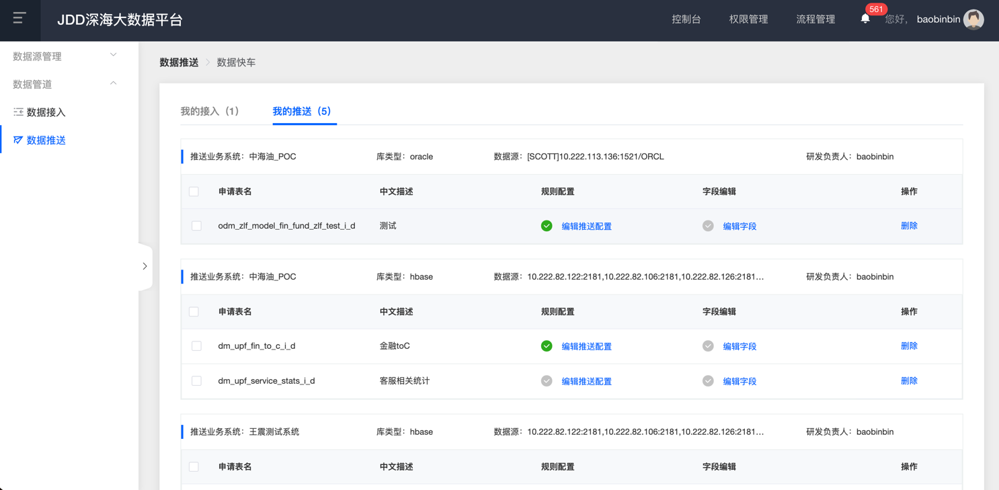 JDD深海大数据平台
控制台 权限管理 流程管理 561 您好, baobinbin
数据源管理
数据管道
数据接入
数据推送
数据推送 数据快车
我的接入（1） 我的推送（5）
推送业务系统：中海油_POC 库类型：oracle 数据源：[SCOTT]10.222.113.136:1521/ORCL 研发负责人：baobinbin
申请表名 中文描述 规则配置 字段编辑 操作
odm_zlf_model_fin_fund_zlf_test_i_d 测试 编辑推送配置 编辑字段 删除
推送业务系统：中海油_POC 库类型：hbase 数据源：10.222.82.122:2181,10.222.82.106:2181,10.222.82.126:2181... 研发负责人：baobinbin
申请表名 中文描述 规则配置 字段编辑 操作
dm_upf_fin_to_c_i_d 金融toC 编辑推送配置 编辑字段 删除
dm_upf_service_stats_i_d 客服相关统计 编辑推送配置 编辑字段 删除
推送业务系统：王震测试系统 库类型：hbase 数据源：10.222.82.122:2181,10.222.82.106:2181,10.222.82.126:2181... 研发负责人：baobinbin
申请表名 中文描述 规则配置 字段编辑 操作